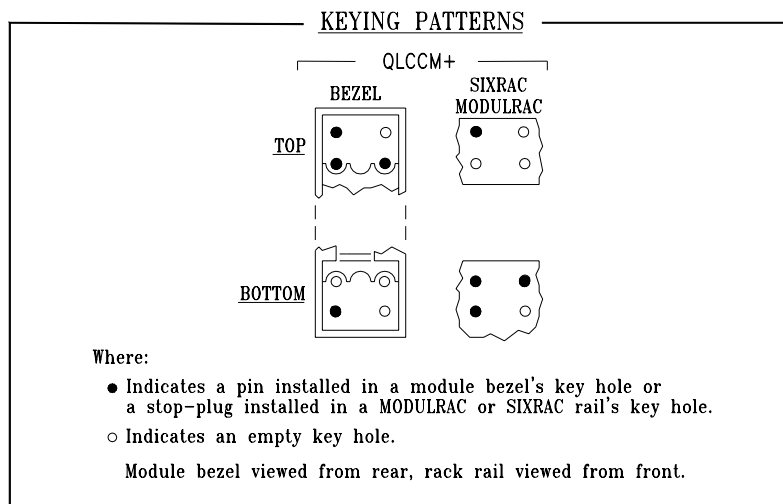 KEYING PATTERNS
QLCCM+
BEZEL
SIXRAC
MODULRAC
TOP
BOTTOM
Where:
Indicates a pin installed in a module bezel's key hole or
a stop-plug installed in a MODULRAC or SIXRAC rail's key hole.
Indicates an empty key hole.
Module bezel viewed from rear, rack rail viewed from front.